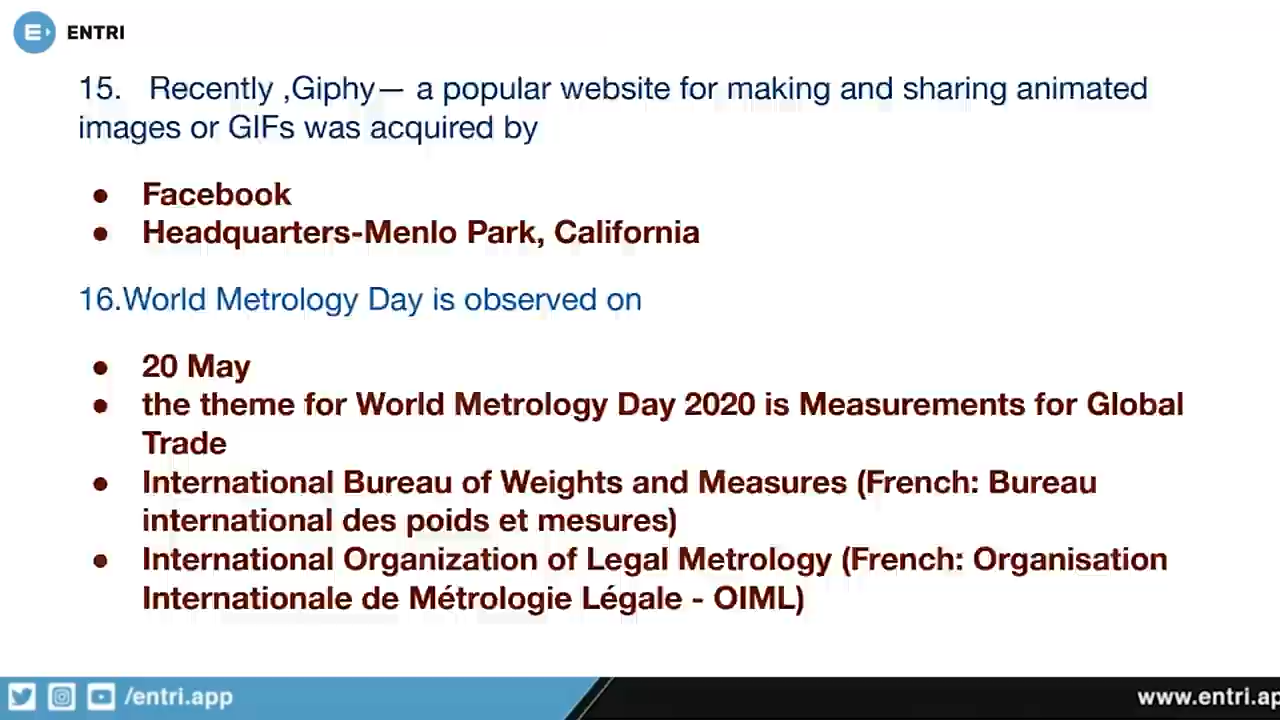 ENTRI
15. Recently ,Giphy— a popular website for making and sharing animated
images or GIFs was acquired by
● Facebook
● Headquarters-Menlo Park, California
16.World Metrology Day is observed on
● 20 May
● the theme for World Metrology Day 2020 is Measurements for Global
Trade
● International Bureau of Weights and Measures (French: Bureau
international des poids et mesures)
● International Organization of Legal Metrology (French: Organisation
Internationale de Métrologie Légale - OIML)
/entri.app
www.entri.ap